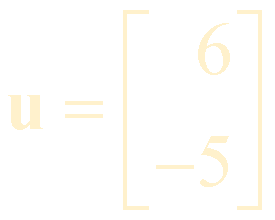 u = [ 6
−5 ]